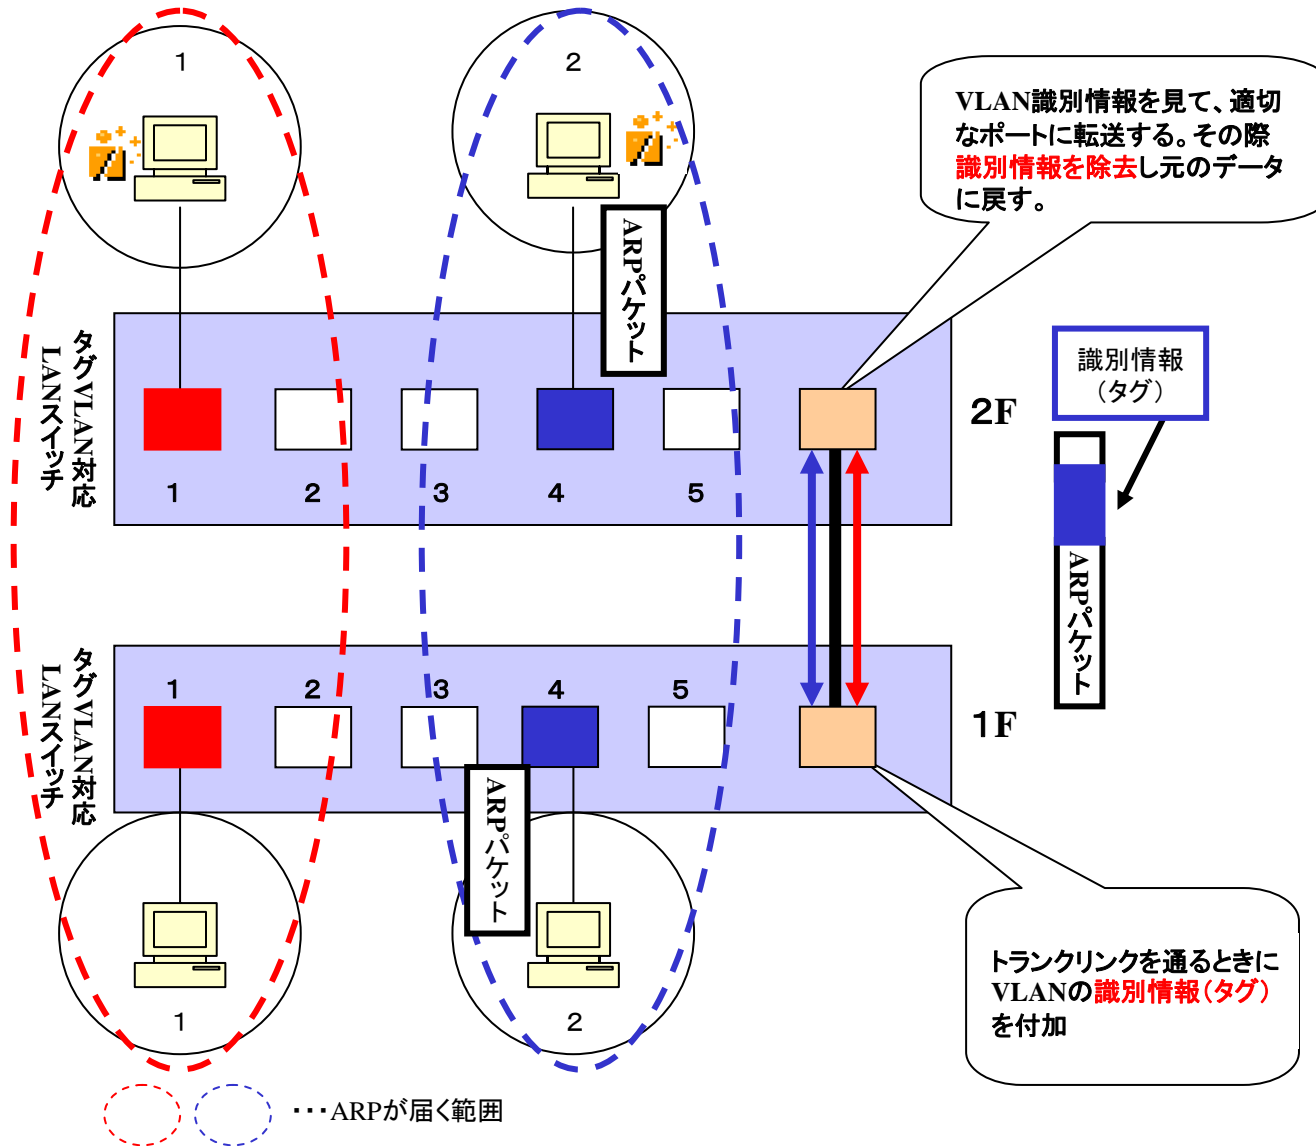 1
2
VLAN識別情報を見て、適切
なポートに転送する。その際
識別情報を除去し元のデータ
に戻す。
ARPパケット
タグVLAN対応
LANスイッチ
1
2
3
4
5
2F
識別情報
(タグ)
ARPパケット
タグVLAN対応
LANスイッチ
1
2
3
4
5
1F
ARPパケット
1
2
トランクリンクを通るときに
VLANの識別情報(タグ)
を付加
・・・ARPが届く範囲